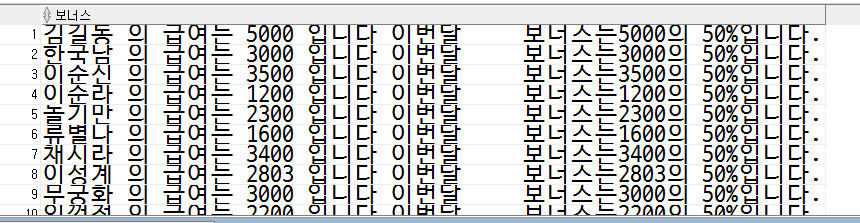 보너스
1 김길동 의 급여는 5000 입니다 이번달 보너스는5000의 50%입니다.
2 한국남 의 급여는 3000 입니다 이번달 보너스는3000의 50%입니다.
3 이순신 의 급여는 3500 입니다 이번달 보너스는3500의 50%입니다.
4 이순라 의 급여는 1200 입니다 이번달 보너스는1200의 50%입니다.
5 놀기만 의 급여는 2300 입니다 이번달 보너스는2300의 50%입니다.
6 류별나 의 급여는 1600 입니다 이번달 보너스는1600의 50%입니다.
7 채시라 의 급여는 3400 입니다 이번달 보너스는3400의 50%입니다.
8 이성계 의 급여는 2803 입니다 이번달 보너스는2803의 50%입니다.
9 무궁화 의 급여는 3000 입니다 이번달 보너스는3000의 50%입니다.
10 의 급여는 2200 입니다 이번달 보너스는2200의 50%입니다.